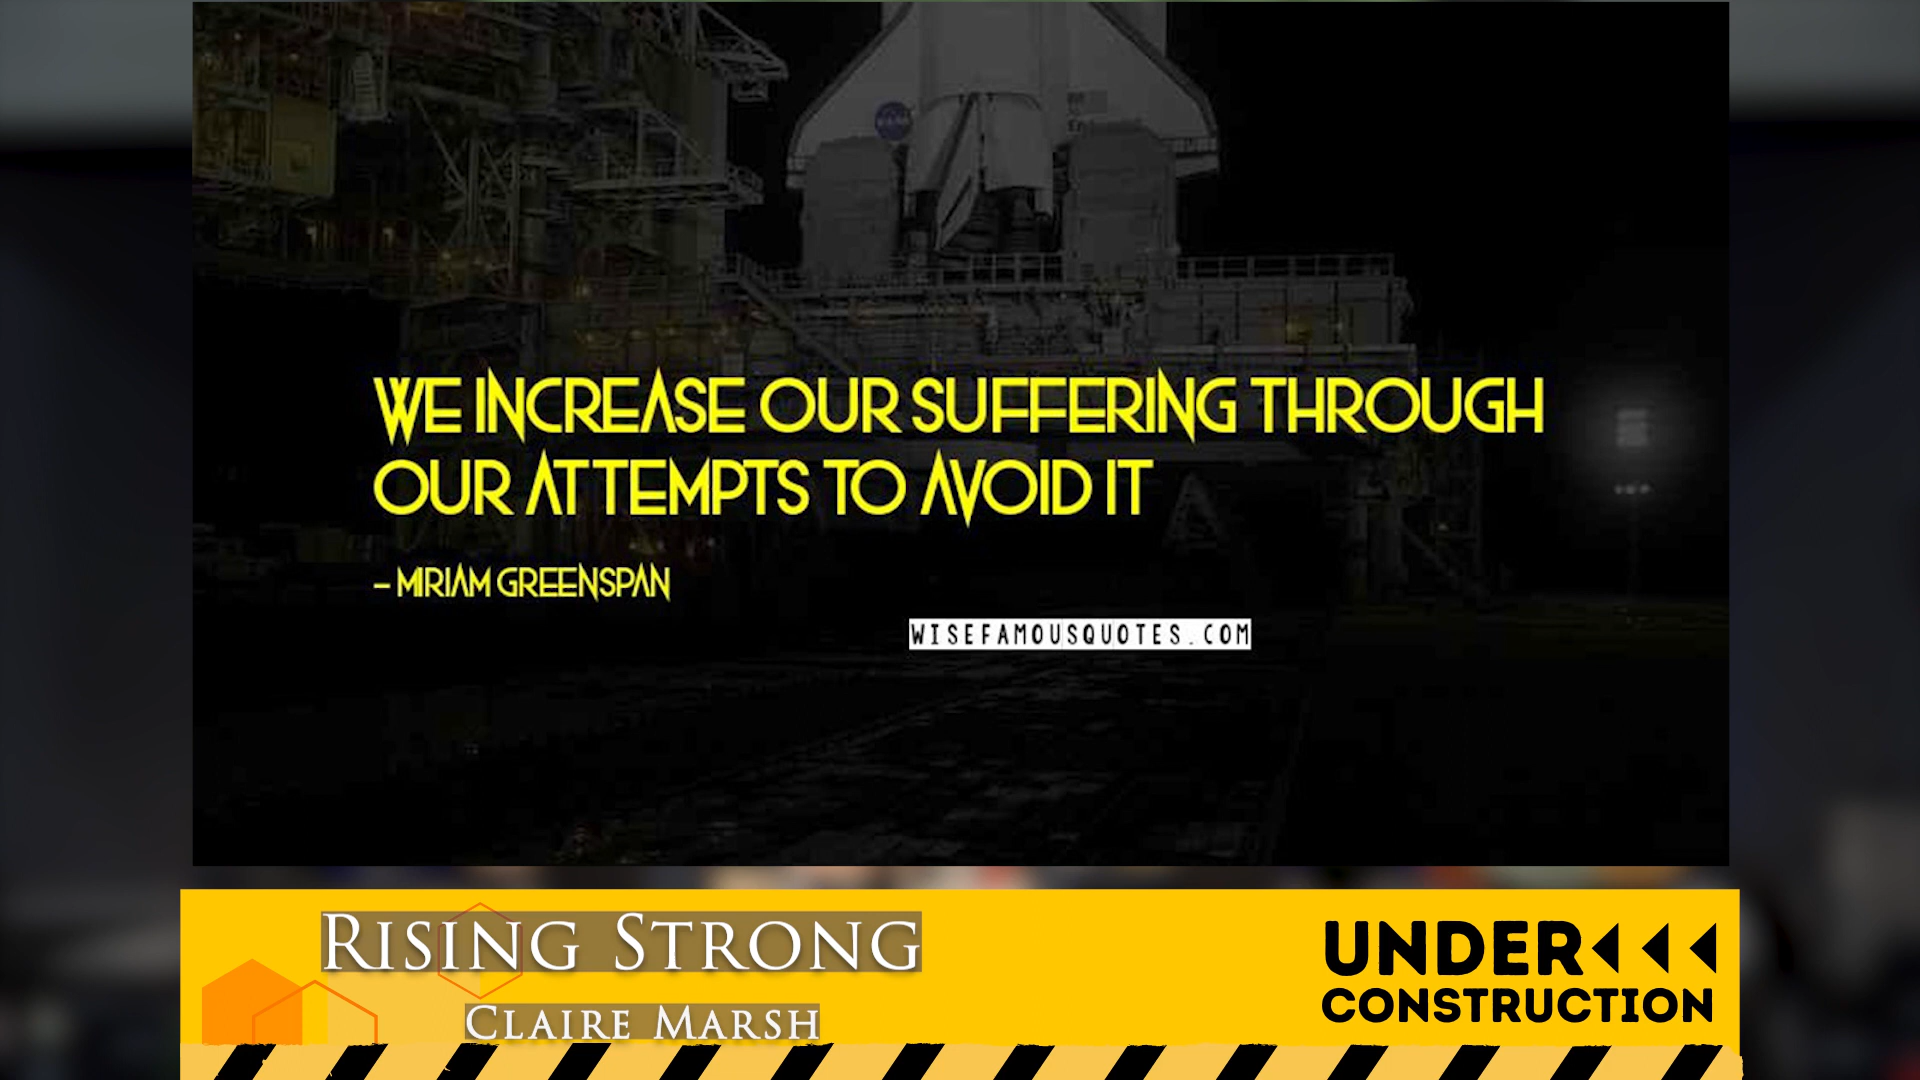 NASA
WE INCREASE OUR SUFFERING THROUGH
OUR ATTEMPTS TO AVOID IT
– MIRIAM GREENSPAN
WISEFAMOUSQUOTES.COM
RISING STRONG
CLAIRE MARSH
UNDER
CONSTRUCTION